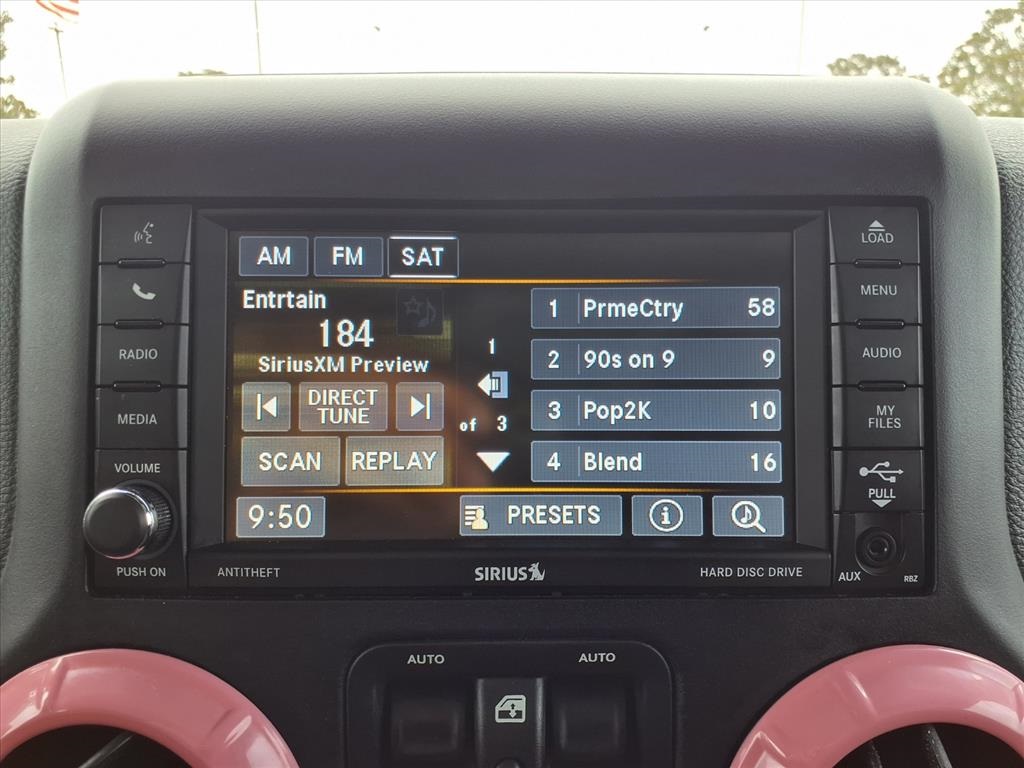 AM FM SAT
Entrtain
184
SiriusXM Preview
DIRECT
TUNE
SCAN REPLAY
9:50
1
of 3
1 PrmeCtry 58
2 90s on 9 9
3 Pop2K 10
4 Blend 16
PRESETS
RADIO
MEDIA
VOLUME
PUSH ON
LOAD
MENU
AUDIO
MY
FILES
PULL
AUX
RBZ
ANTITHEFT
SIRIUS
HARD DISC DRIVE
AUTO AUTO